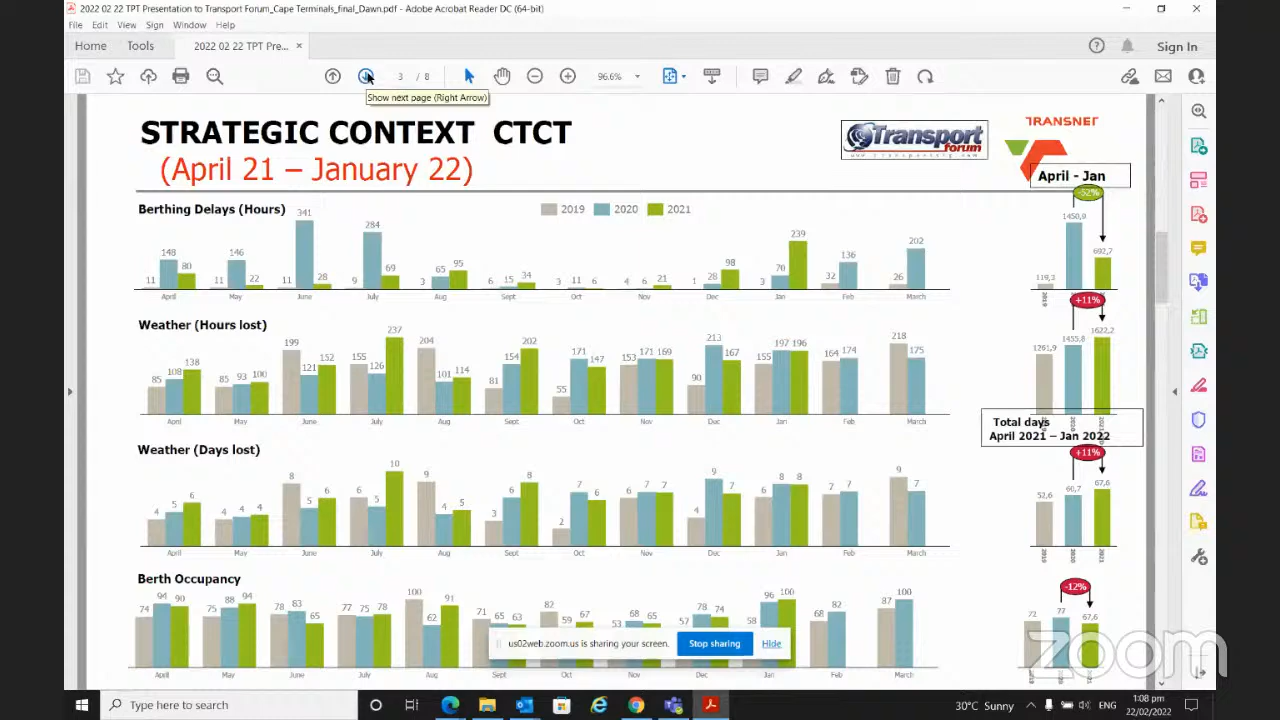 2022 02 22 TPT Presentation to Transport Forum_Cape Terminals_final_Dawn.pdf - Adobe Acrobat Reader DC (64-bit)
File Edit View Sign Window Help
Home Tools 2022 02 22 TPT Pre... × Sign In
3 / 8 96.6%
Show next page (Right Arrow)
STRATEGIC CONTEXT CTCT
(April 21 – January 22)
Transport forum
TRANSNET
April - Jan
Berthing Delays (Hours)
2019 2020 2021
-52%
11 148 80 11 146 22 11 341 28 9 284 69 3 65 95 6 15 34 3 11 6 4 6 21 1 28 98 3 70 239 32 136 26 202
119,3 1450,9 692,7
April May June July Aug Sept Oct Nov Dec Jan Feb March
Weather (Hours lost)
+11%
85 108 138 85 93 100 199 121 152 155 126 237 204 101 114 81 154 202 55 171 147 153 171 169 90 213 167 155 197 196 164 174 218 175
1261,9 1455,8 1622,2
April May June July Aug Sept Oct Nov Dec Jan Feb March
Total days
April 2021 – Jan 2022
Weather (Days lost)
+11%
4 5 6 4 4 4 8 5 6 6 5 10 9 4 5 3 6 8 2 7 6 6 7 7 4 9 7 6 8 8 7 7 9 7
52,6 60,7 67,6
April May June July Aug Sept Oct Nov Dec Jan Feb March
2019 2020 2021
Berth Occupancy
-12%
74 94 90 75 88 94 78 83 65 77 75 78 100 62 91 71 65 63 82 59 67 53 68 65 57 78 74 58 96 100 68 82 87 100
72 77 67,6
us02web.zoom.us is sharing your screen. Stop sharing Hide
zoom
April May June July Aug Sept Oct Nov Dec Jan Feb March
Type here to search
30°C Sunny ENG 1:08 pm
22/02/2022